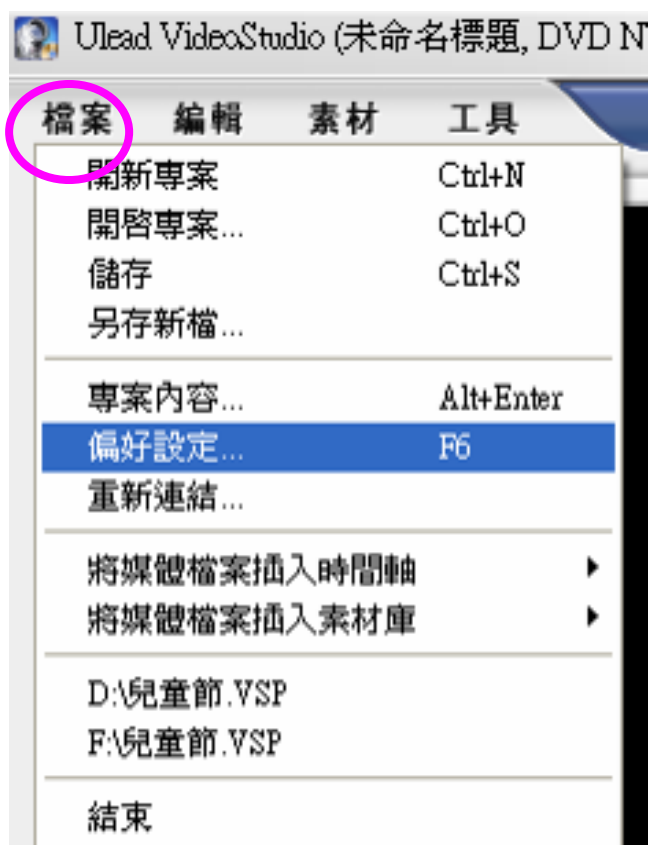 Ulead VideoStudio (未命名標題, DVD N
檔案 編輯 素材 工具
開新專案 Ctrl+N
開啓專案... Ctrl+O
儲存 Ctrl+S
另存新檔...
專案內容... Alt+Enter
偏好設定... F6
重新連結...
將媒體檔案插入時間軸
將媒體檔案插入素材庫
D:\兒童節.VSP
F:\兒童節.VSP
結束